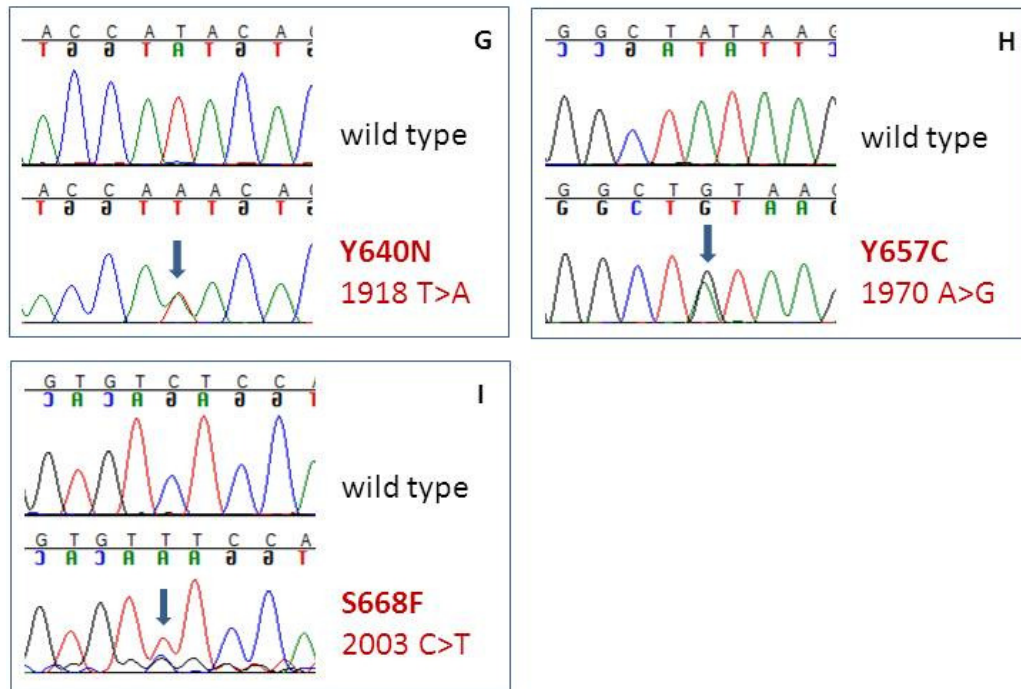 A C C A T A C A
T G G T A T G T G
G
wild type
A C C A A A C A
T G G T T T G T G
Y640N
1918 T>A
G G C T A T A A G
C C G A T A T T C
H
wild type
G G C T G T A A G
G G C T G T A A G
Y657C
1970 A>G
G T G T C T C C A
C A C A G A G G T
I
wild type
G T G T T T C C A
C A C A A A G G T
S668F
2003 C>T